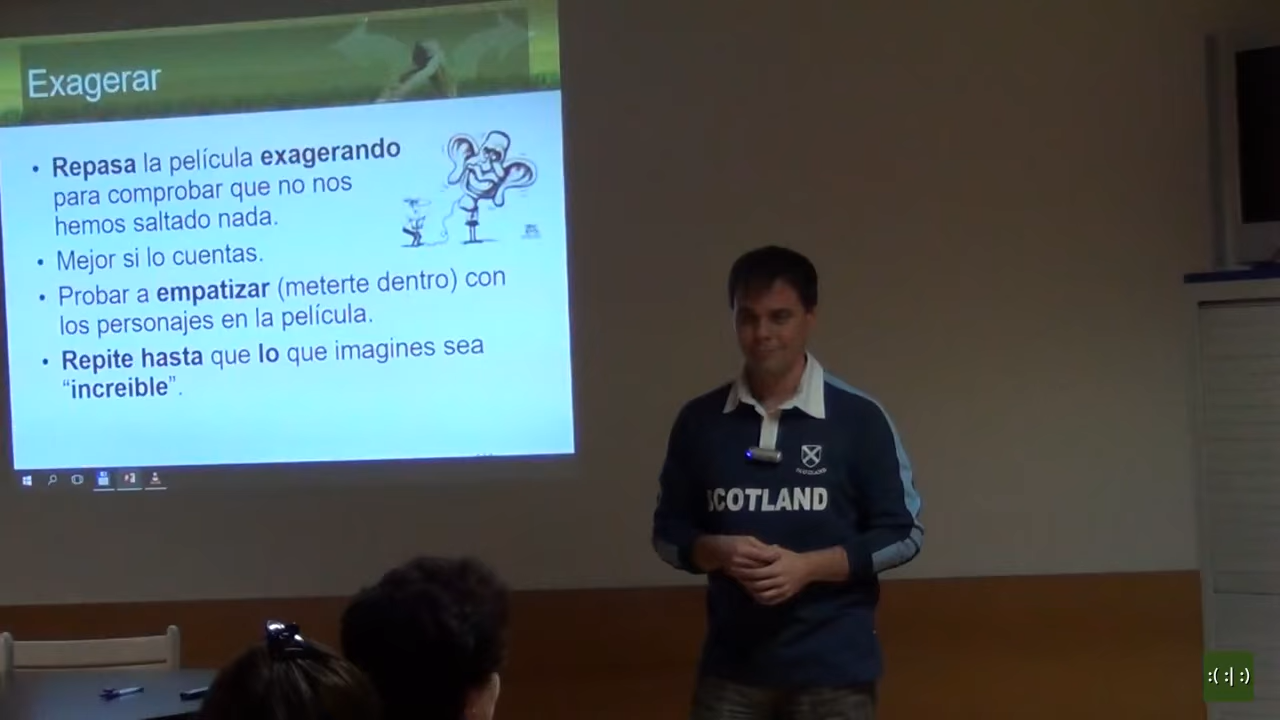 Exagerar
• Repasa la película exagerando
para comprobar que no nos
hemos saltado nada.
• Mejor si lo cuentas.
• Probar a empatizar (meterte dentro) con
los personajes en la película.
• Repite hasta que lo que imagines sea
“increible”.
SCOTLAND
:( :| :)